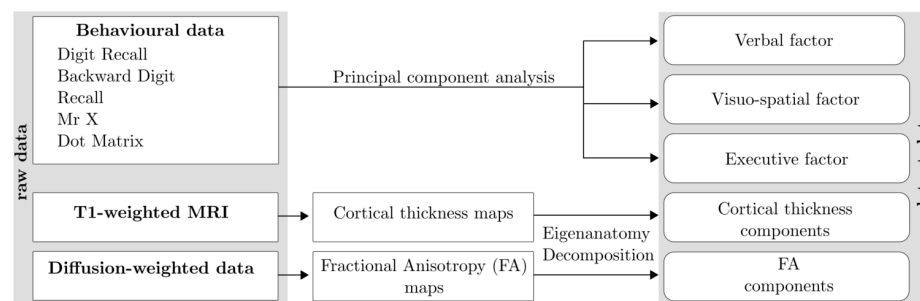 Behavioural data
Digit Recall
Backward Digit
Recall
Mr X
Dot Matrix
raw data
Principal component analysis
Verbal factor
Visuo-spatial factor
Executive factor
T1-weighted MRI
Cortical thickness maps
Cortical thickness
components
Eigenanatomy
Decomposition
Diffusion-weighted data
Fractional Anisotropy (FA)
maps
FA
components